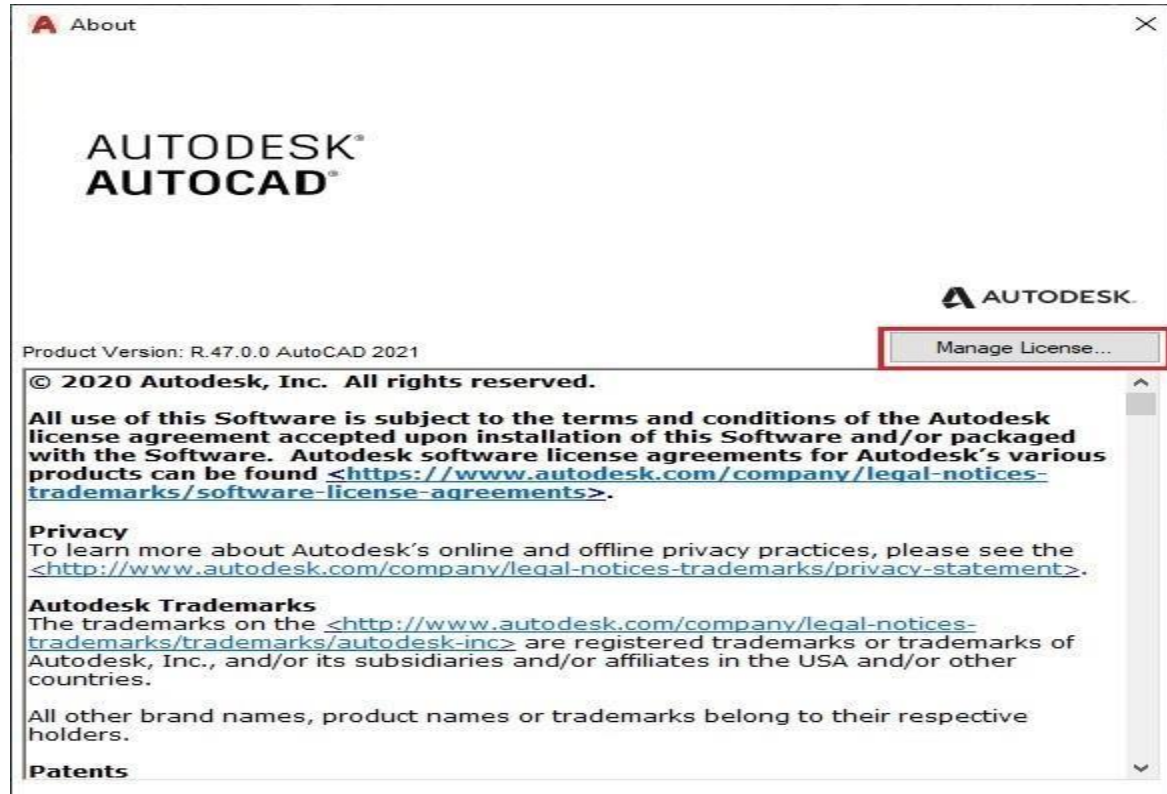 About
AUTODESK®
AUTOCAD®
AUTODESK.
Product Version: R.47.0.0 AutoCAD 2021
Manage License...
© 2020 Autodesk, Inc.  All rights reserved.
All use of this Software is subject to the terms and conditions of the Autodesk
license agreement accepted upon installation of this Software and/or packaged
with the Software.  Autodesk software license agreements for Autodesk's various
products can be found <https://www.autodesk.com/company/legal-notices-
trademarks/software-license-agreements>.
Privacy
To learn more about Autodesk's online and offline privacy practices, please see the
<http://www.autodesk.com/company/legal-notices-trademarks/privacy-statement>.
Autodesk Trademarks
The trademarks on the <http://www.autodesk.com/company/legal-notices-
trademarks/trademarks/autodesk-inc> are registered trademarks or trademarks of
Autodesk, Inc., and/or its subsidiaries and/or affiliates in the USA and/or other
countries.
All other brand names, product names or trademarks belong to their respective
holders.
Patents